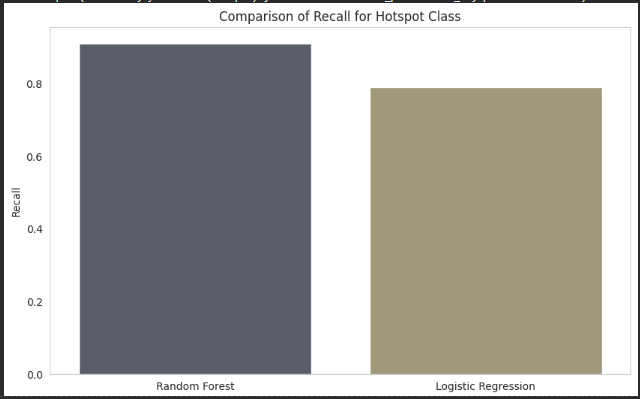 Comparison of Recall for Hotspot Class
0.8
0.6
0.4
0.2
0.0
Recall
Random Forest
Logistic Regression